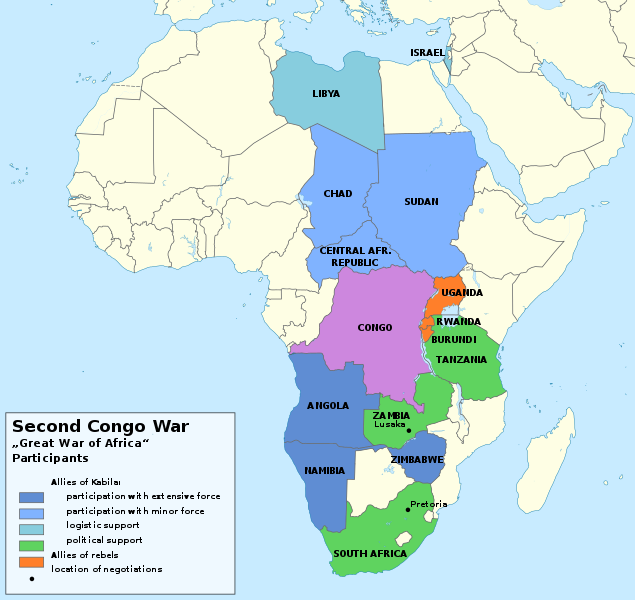 ISRAEL
LIBYA
CHAD
SUDAN
CENTRAL AFR.
REPUBLIC
UGANDA
RWANDA
CONGO
BURUNDI
TANZANIA
ANGOLA
ZAMBIA
Lusaka
ZIMBABWE
NAMIBIA
Pretoria
SOUTH AFRICA
Second Congo War
„Great War of Africa“
Participants
Allies of Kabila:
participation with extensive force
participation with minor force
logistic support
political support
Allies of rebels
location of negotiations